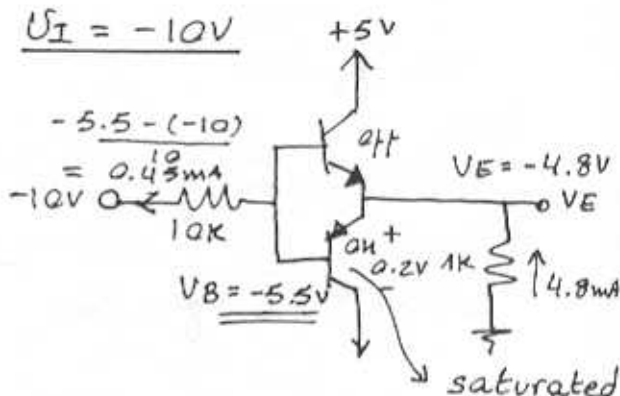 ʋI = -10V
+5V
-5.5-(-10)
10
= 0.45mA
-10V
10K
off
on
+
0.2V
-
VB = -5.5V
VE = -4.8V
VE
1K
4.8mA
saturated